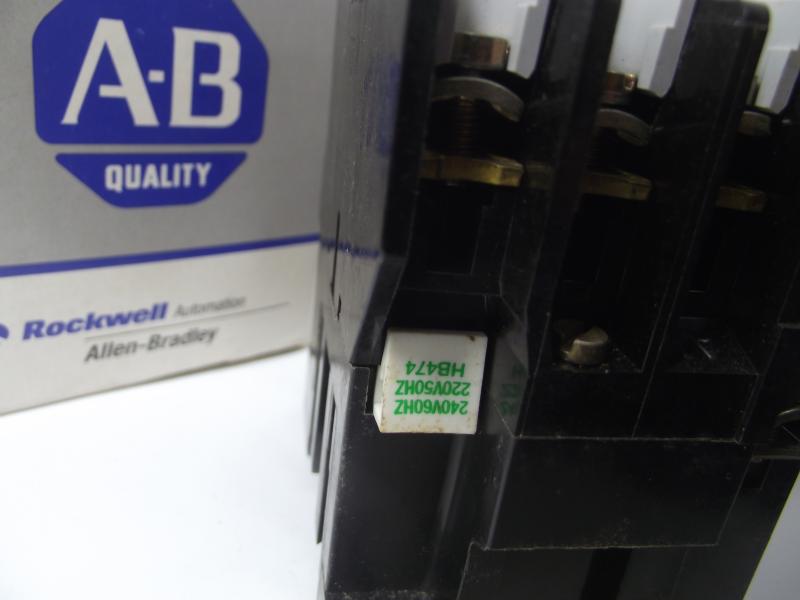 A-B
QUALITY
Rockwell Automation
Allen-Bradley
240V60HZ
220V50HZ
HB474